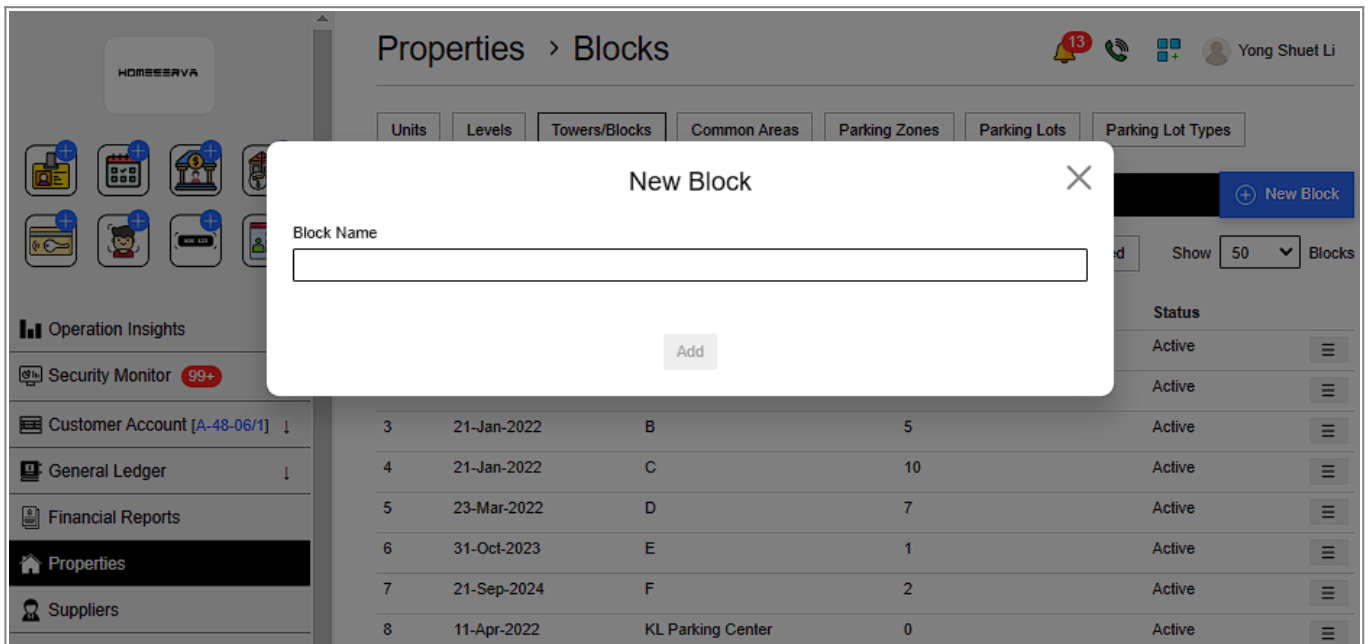 HOMESERVA
Properties > Blocks
13
Yong Shuet Li
Units
Levels
Towers/Blocks
Common Areas
Parking Zones
Parking Lots
Parking Lot Types
New Block
New Block
Block Name
Add
Show 50 Blocks
Status
Active
Active
3 21-Jan-2022 B 5 Active
4 21-Jan-2022 C 10 Active
5 23-Mar-2022 D 7 Active
6 31-Oct-2023 E 1 Active
7 21-Sep-2024 F 2 Active
8 11-Apr-2022 KL Parking Center 0 Active
Operation Insights
Security Monitor 99+
Customer Account [A-48-06/1] ↓
General Ledger ↓
Financial Reports
Properties
Suppliers